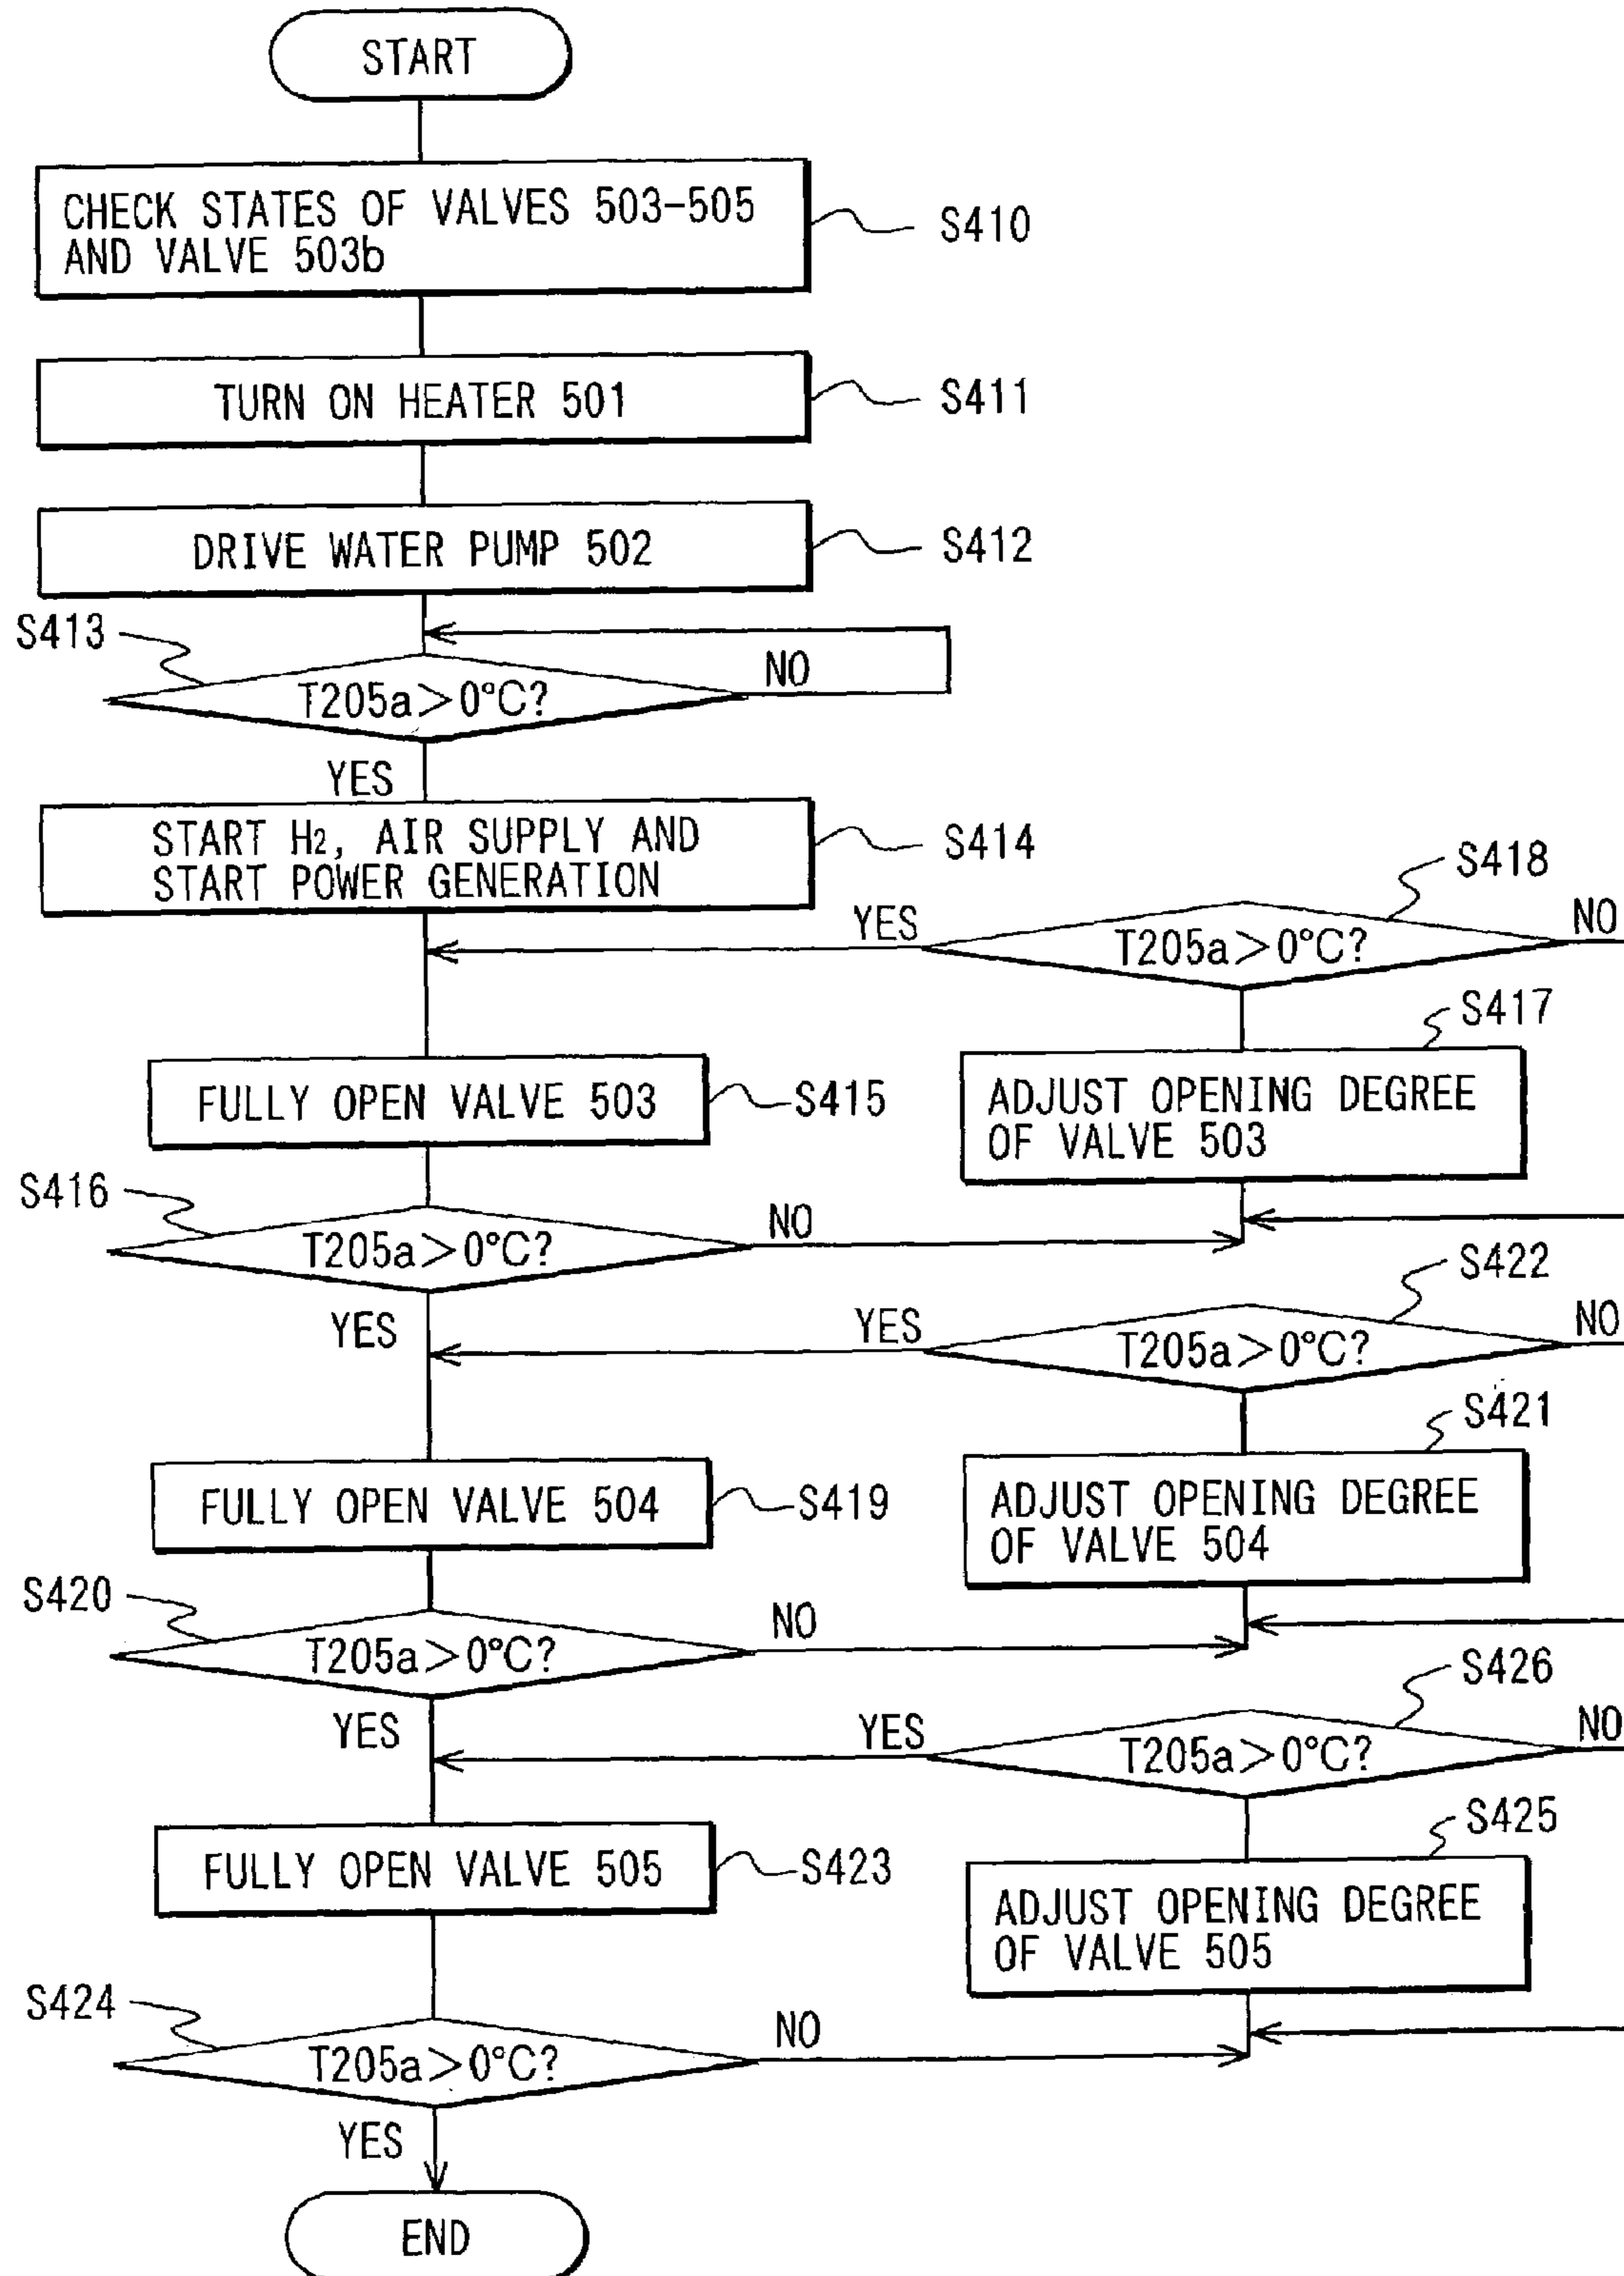 START
CHECK STATES OF VALVES 503-505
AND VALVE 503b
S410
TURN ON HEATER 501
S411
DRIVE WATER PUMP 502
S412
S413
T205a>0°C?
NO
YES
START H2, AIR SUPPLY AND
START POWER GENERATION
S414
S418
T205a>0°C?
YES
NO
S417
ADJUST OPENING DEGREE
OF VALVE 503
FULLY OPEN VALVE 503
S415
S416
T205a>0°C?
NO
YES
S422
T205a>0°C?
YES
NO
S421
ADJUST OPENING DEGREE
OF VALVE 504
FULLY OPEN VALVE 504
S419
S420
T205a>0°C?
NO
YES
S426
T205a>0°C?
YES
NO
S425
ADJUST OPENING DEGREE
OF VALVE 505
FULLY OPEN VALVE 505
S423
S424
T205a>0°C?
NO
YES
END